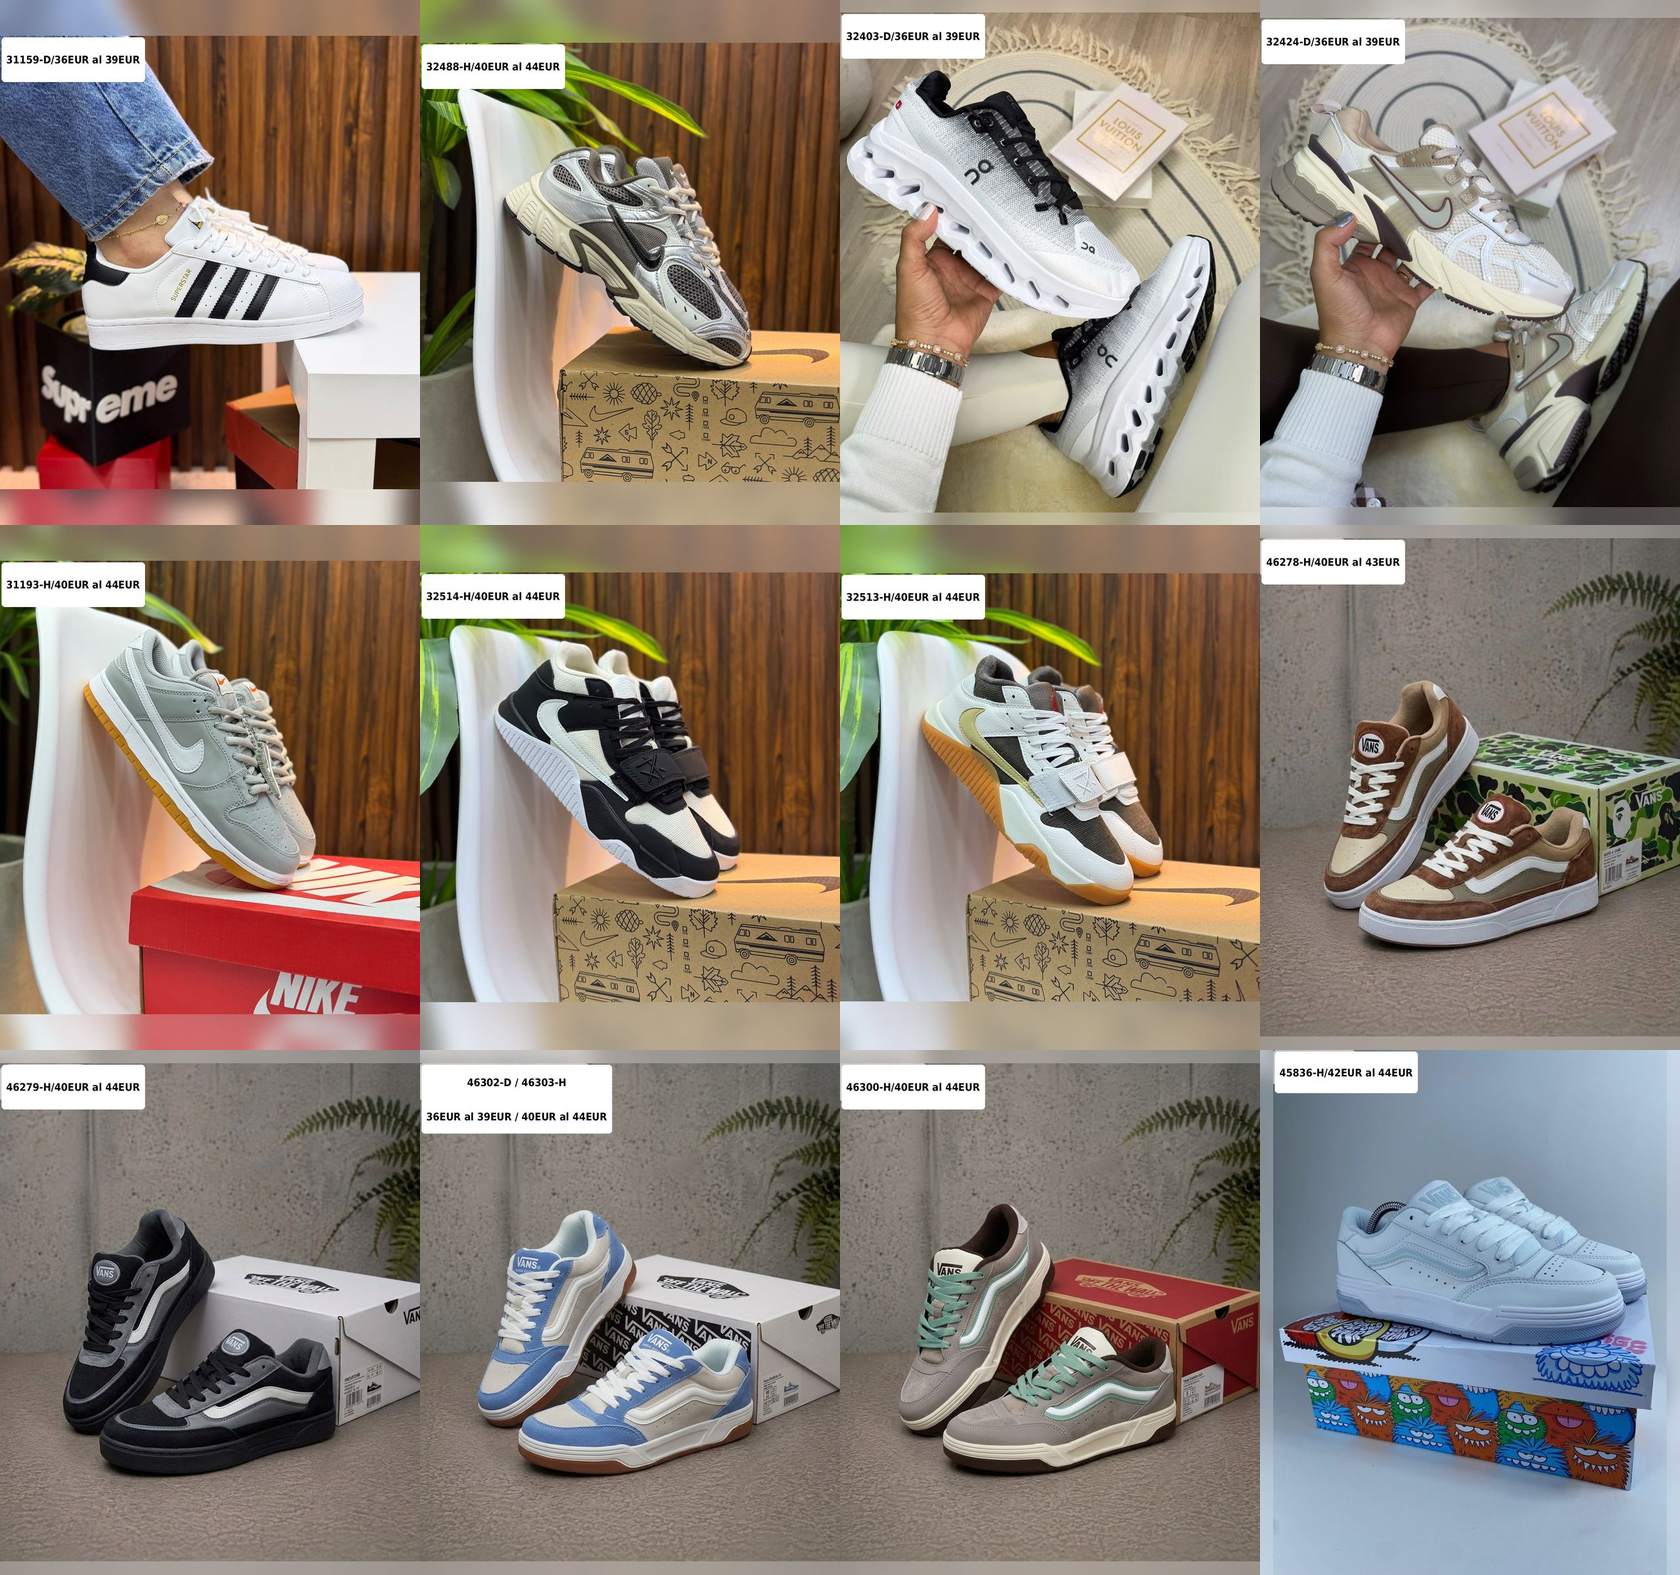 31159-D/36EUR al 39EUR
SUPERSTAR
Supreme
32488-H/40EUR al 44EUR
32403-D/36EUR al 39EUR
LOUIS
VUITTON
32424-D/36EUR al 39EUR
LOUIS
VUITTON
31193-H/40EUR al 44EUR
NIKE
32514-H/40EUR al 44EUR
32513-H/40EUR al 44EUR
46278-H/40EUR al 43EUR
VANS
VANS
VANS
46279-H/40EUR al 44EUR
VANS
VANS
46302-D / 46303-H
36EUR al 39EUR / 40EUR al 44EUR
VANS
VANS
46300-H/40EUR al 44EUR
VANS
VANS
VANS
45836-H/42EUR al 44EUR